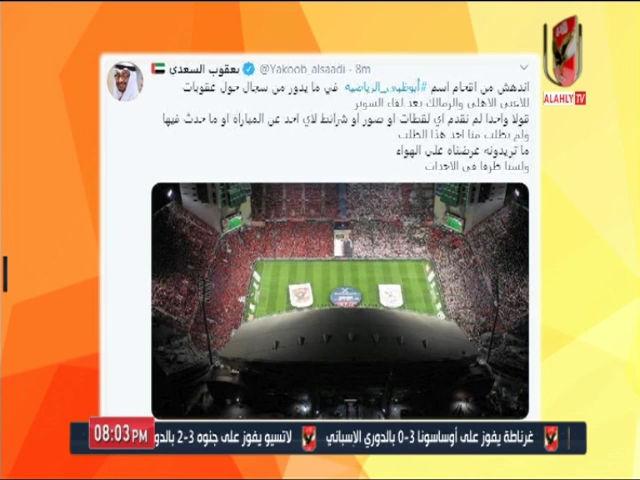 يعقوب السعدي @Yakoob_alsaadi · 8m
اندهش من اقحام اسم #أبوظبي_الرياضية في ما يدور من سجال حول عقوبات
للاعبي الاهلي والزمالك بعد لقاء السوبر
قولا واحدا لم نقدم اي لقطات او صور او شرائط لاي احد عن المباراة او ما حدث فيها
ولم يطلب منا احد هذا الطلب
ما تريدونه عرضناه على الهواء
ولسنا طرفا في الاحداث
ALAHLY TV
08:03 PM
غرناطة يفوز على أوساسونا 3-0 بالدوري الاسباني
لاتسيو يفوز على جنوه 3-2 بالدو